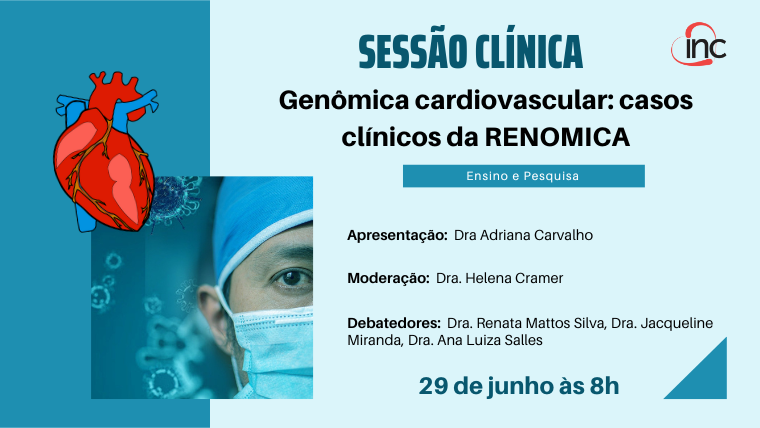 SESSÃO CLÍNICA
inc
Genômica cardiovascular: casos
clínicos da RENOMICA
Ensino e Pesquisa
Apresentação: Dra Adriana Carvalho
Moderação: Dra. Helena Cramer
Debatedores: Dra. Renata Mattos Silva, Dra. Jacqueline
Miranda, Dra. Ana Luiza Salles
29 de junho às 8h